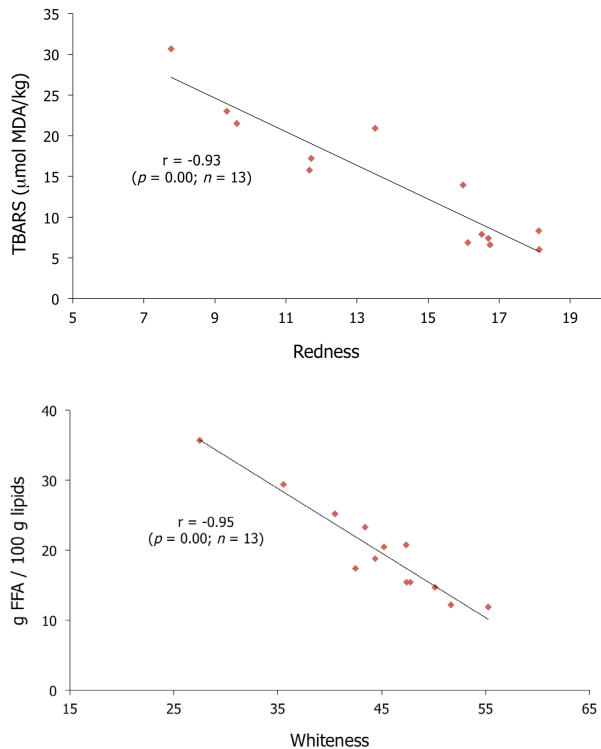 35
30
25
20
15
10
5
0
TBARS (μmol MDA/kg)
r = -0.93
(p = 0.00; n = 13)
5 7 9 11 13 15 17 19
Redness
40
30
20
10
0
g FFA / 100 g lipids
r = -0.95
(p = 0.00; n = 13)
15 25 35 45 55 65
Whiteness